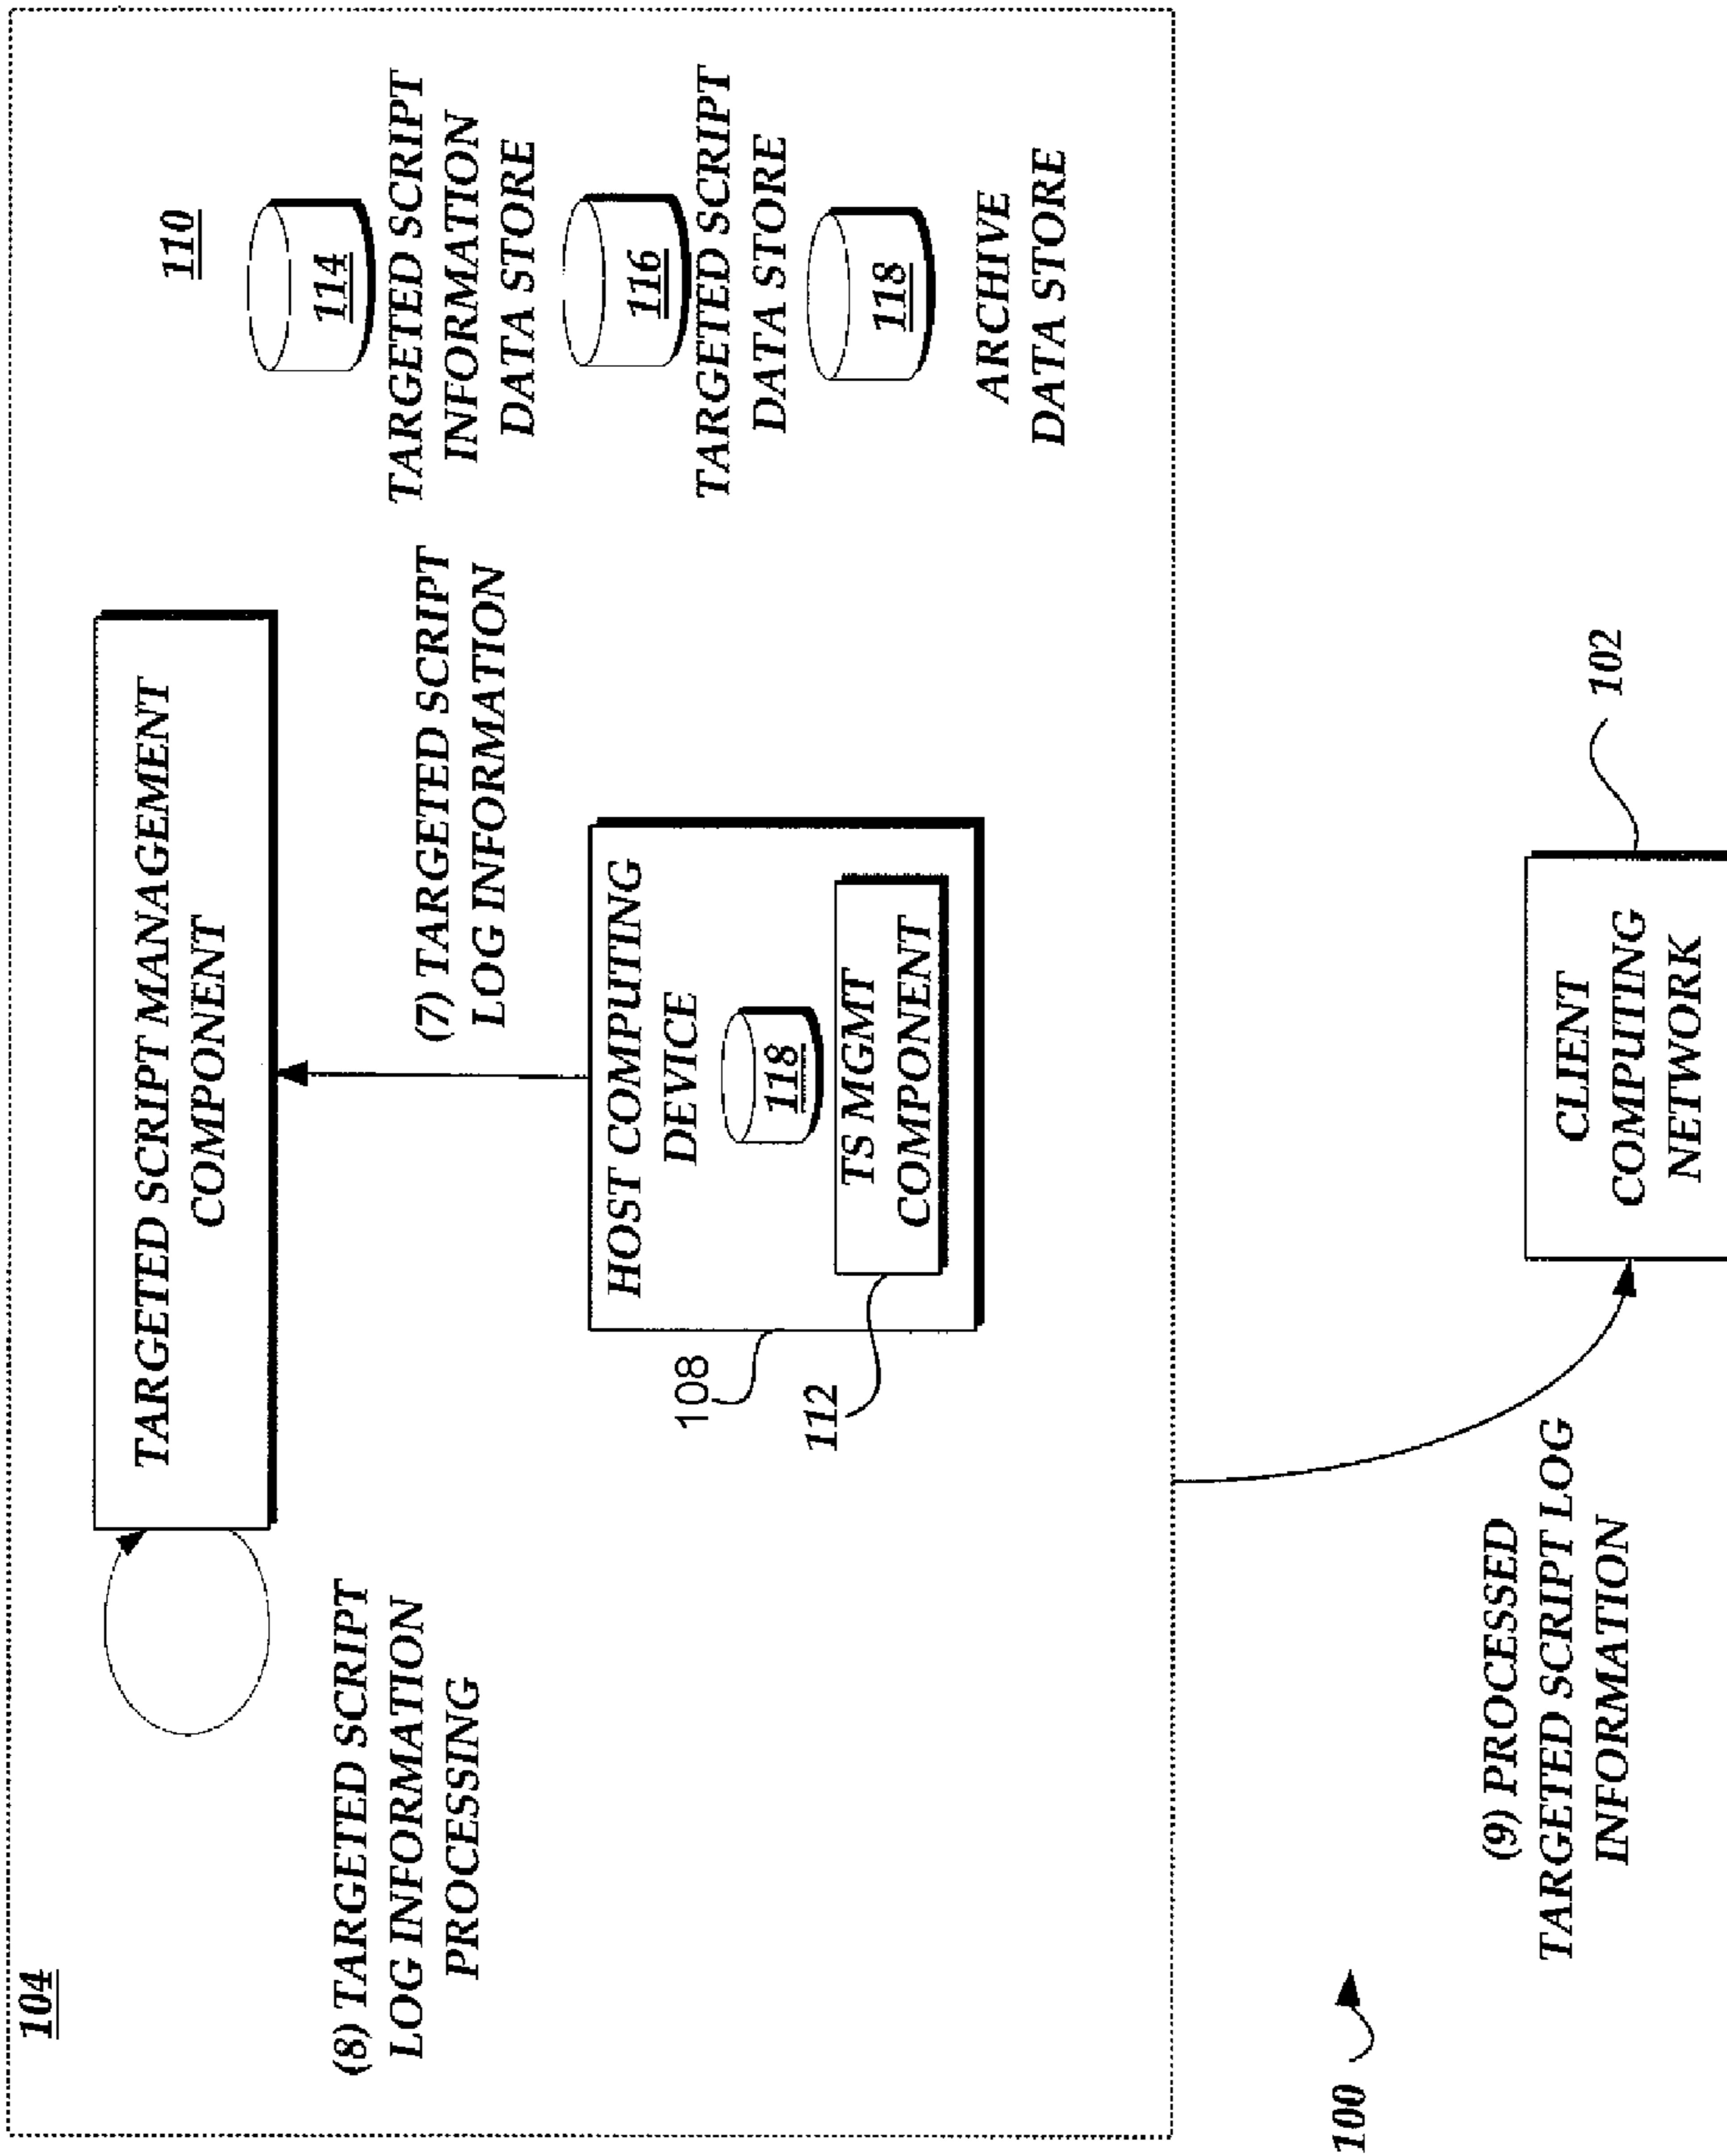 104
TARGETED SCRIPT MANAGEMENT
COMPONENT
110
114
TARGETED SCRIPT
INFORMATION
DATA STORE
116
TARGETED SCRIPT
DATA STORE
118
ARCHIVE
DATA STORE
(8) TARGETED SCRIPT
LOG INFORMATION
PROCESSING
(7) TARGETED SCRIPT
LOG INFORMATION
108
HOST COMPUTING
DEVICE
118
112
TS MGMT
COMPONENT
100
(9) PROCESSED
TARGETED SCRIPT LOG
INFORMATION
CLIENT
COMPUTING
NETWORK
102